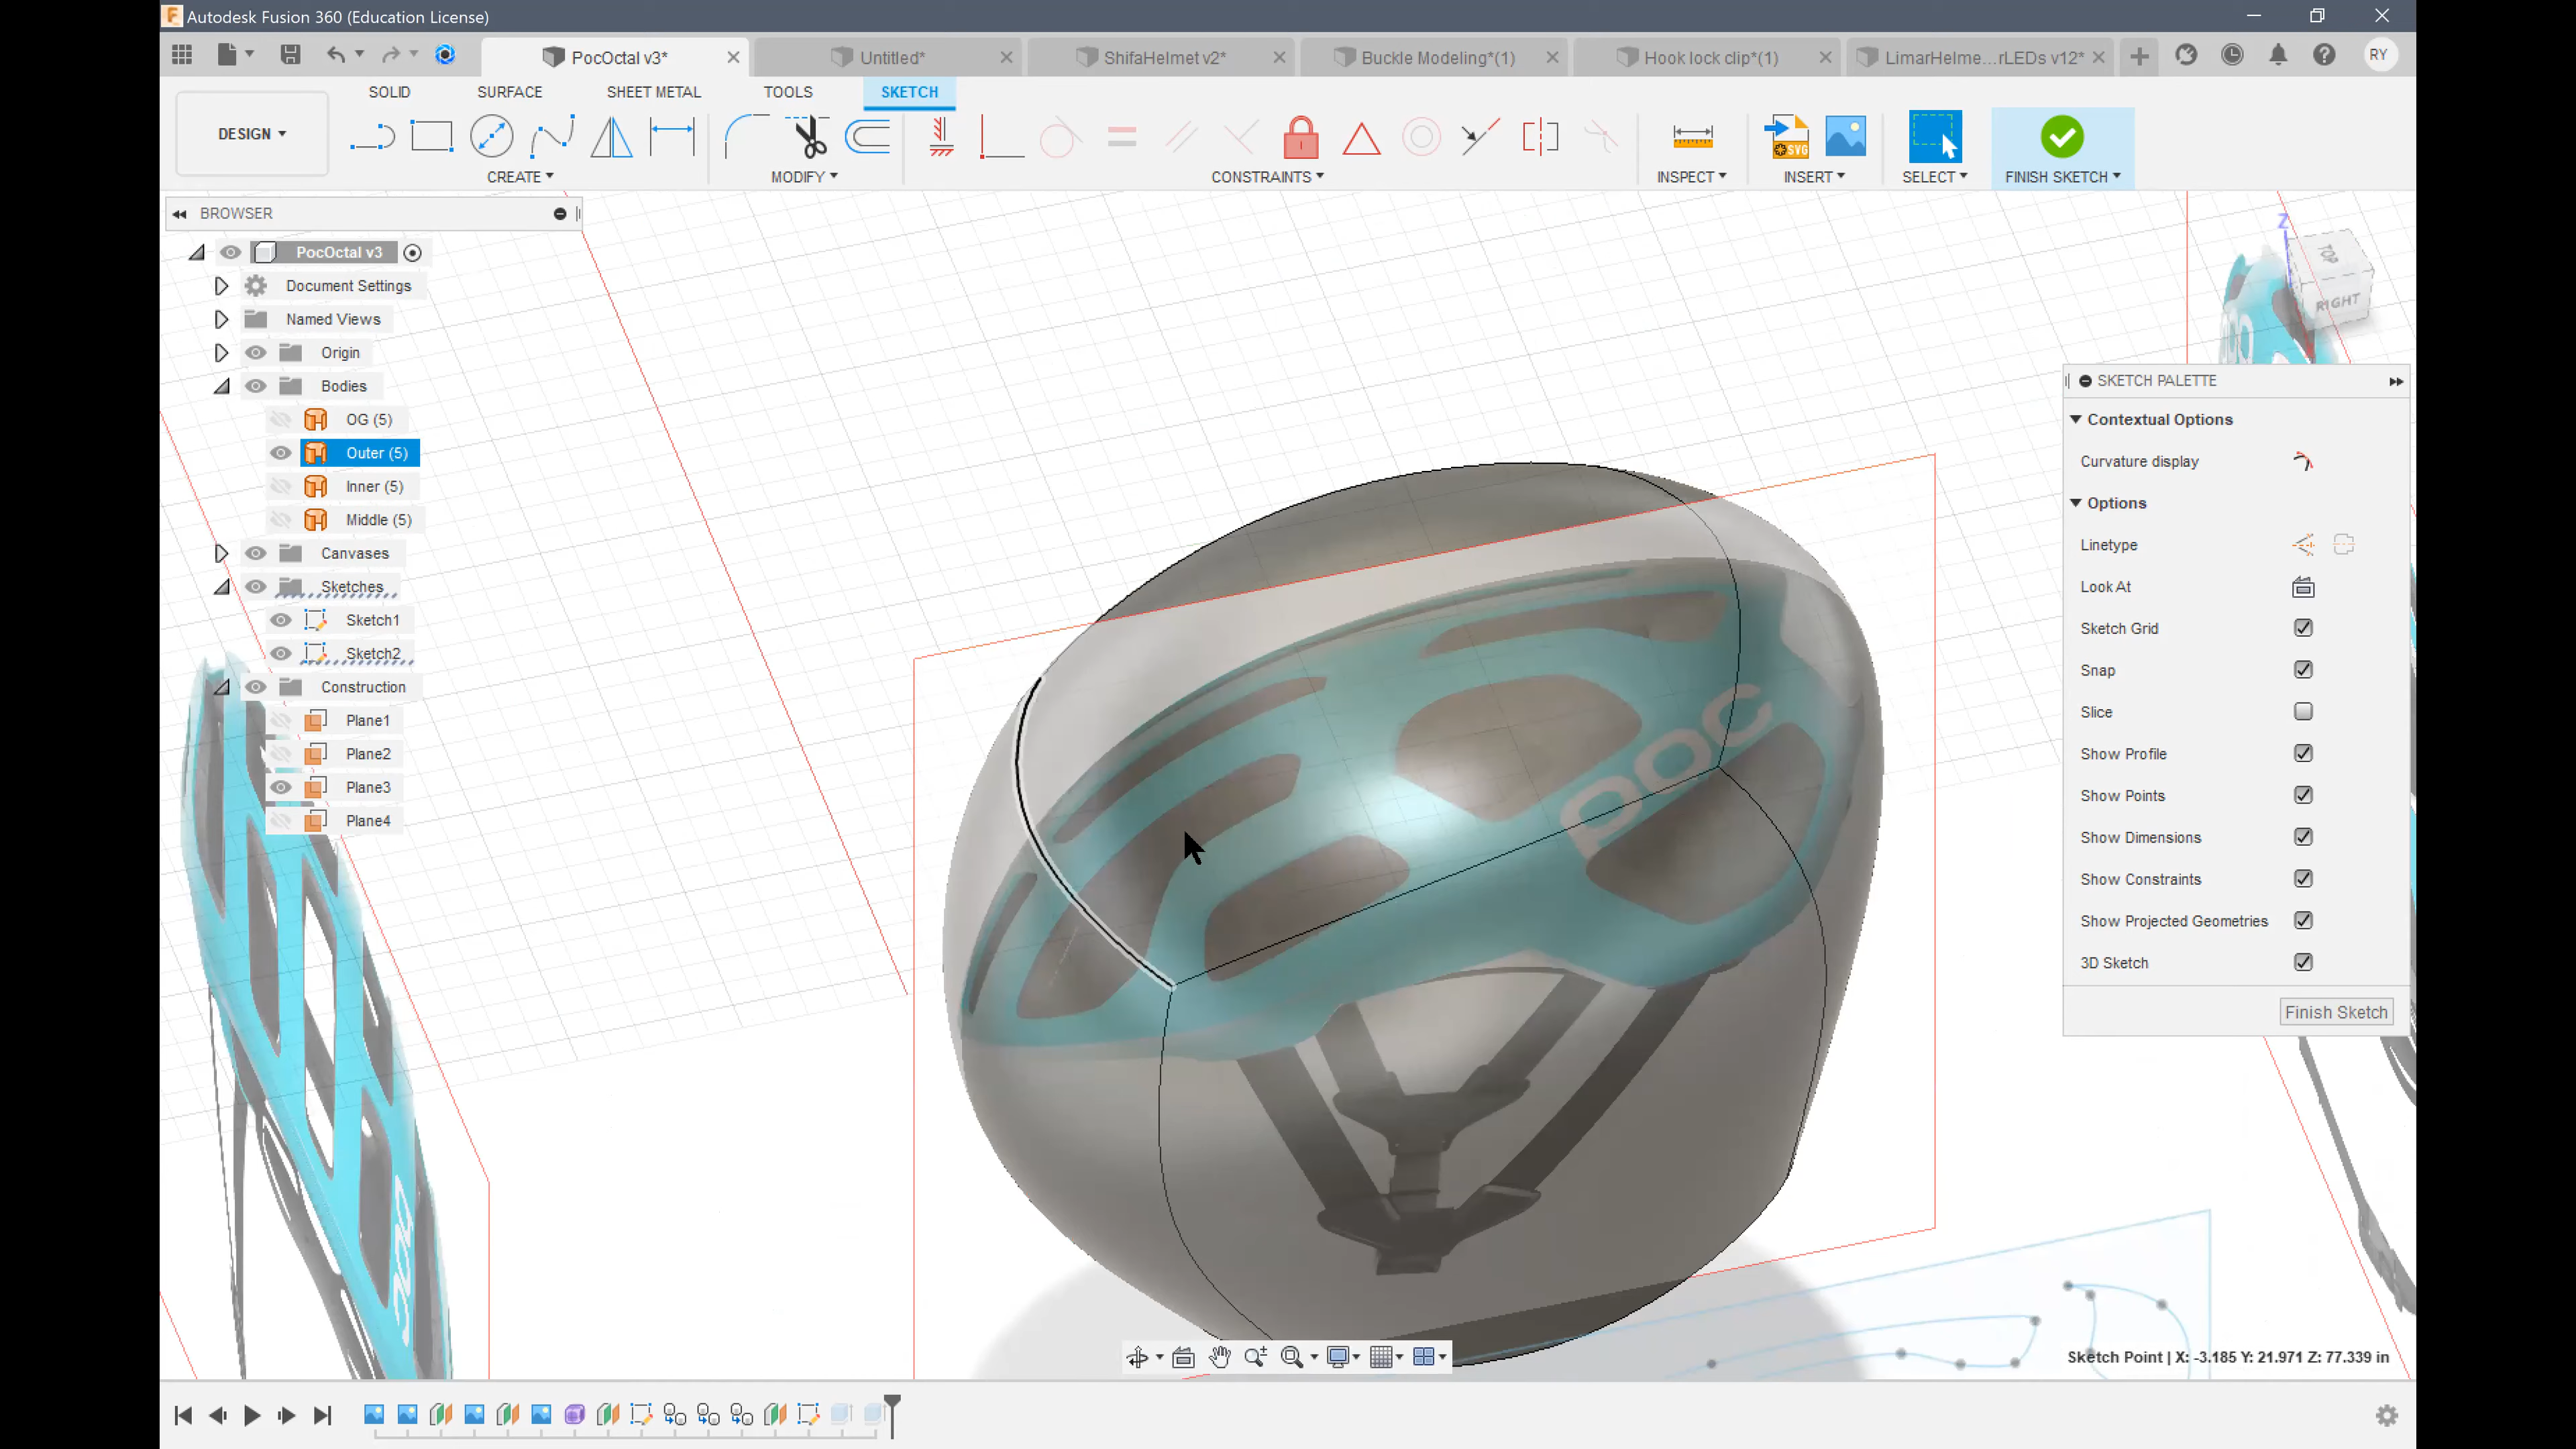 Autodesk Fusion 360 (Education License)
PocOctal v3*
Untitled*
ShifaHelmet v2*
Buckle Modeling*(1)
Hook lock clip*(1)
LimarHelme...rLEDs v12*
RY
DESIGN
SOLID
SURFACE
SHEET METAL
TOOLS
SKETCH
SVG
CREATE
MODIFY
CONSTRAINTS
INSPECT
INSERT
SELECT
FINISH SKETCH
BROWSER
PocOctal v3
Document Settings
Named Views
Origin
Bodies
OG (5)
Outer (5)
Inner (5)
Middle (5)
Canvases
Sketches
Sketch1
Sketch2
Construction
Plane1
Plane2
Plane3
Plane4
Z
TOP
RIGHT
poc
SKETCH PALETTE
Contextual Options
Curvature display
Options
Linetype
Look At
Sketch Grid
Snap
Slice
Show Profile
Show Points
Show Dimensions
Show Constraints
Show Projected Geometries
3D Sketch
Finish Sketch
Sketch Point | X: -3.185 Y: 21.971 Z: 77.339 in